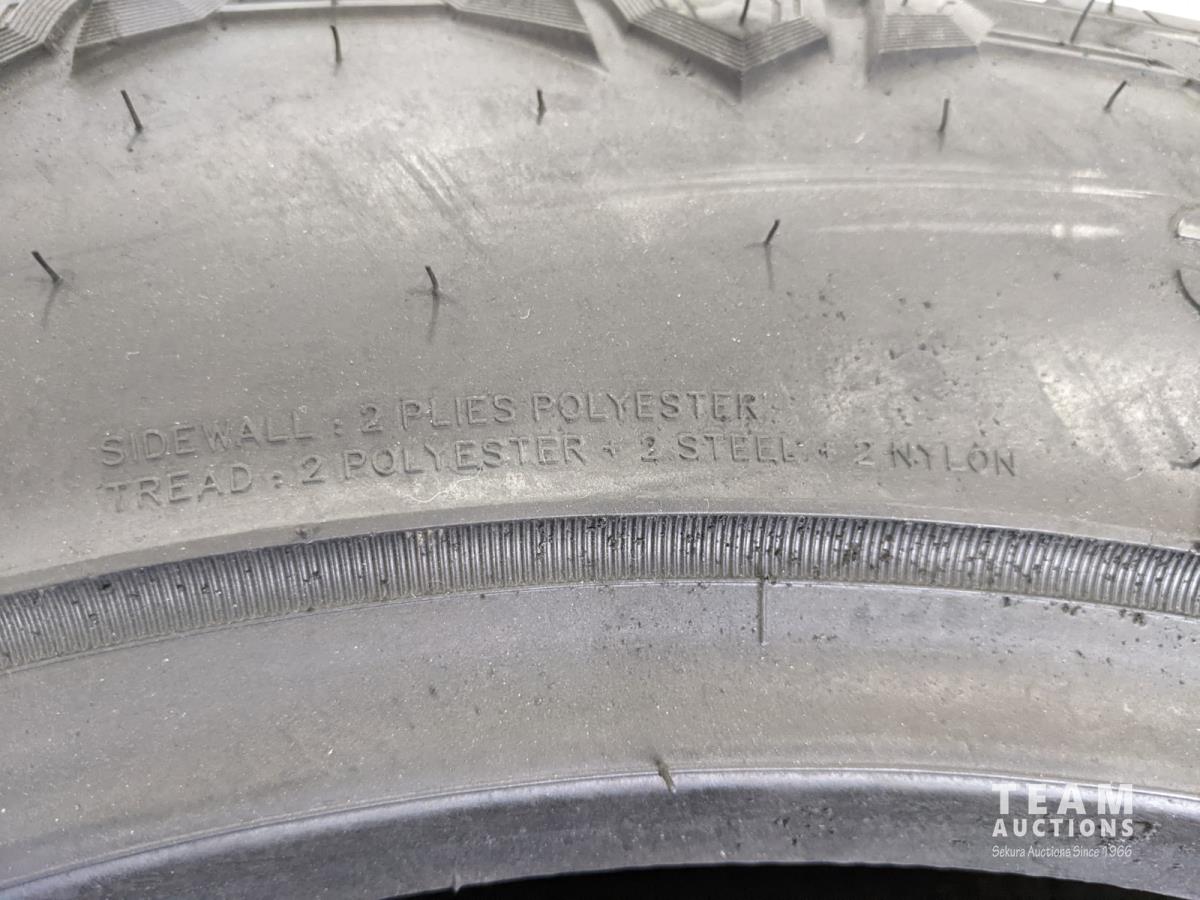 SIDEWALL : 2 PLIES POLYESTER
TREAD : 2 POLYESTER + 2 STEEL + 2 NYLON
TEAM
AUCTIONS
Sekura Auctions Since 1966